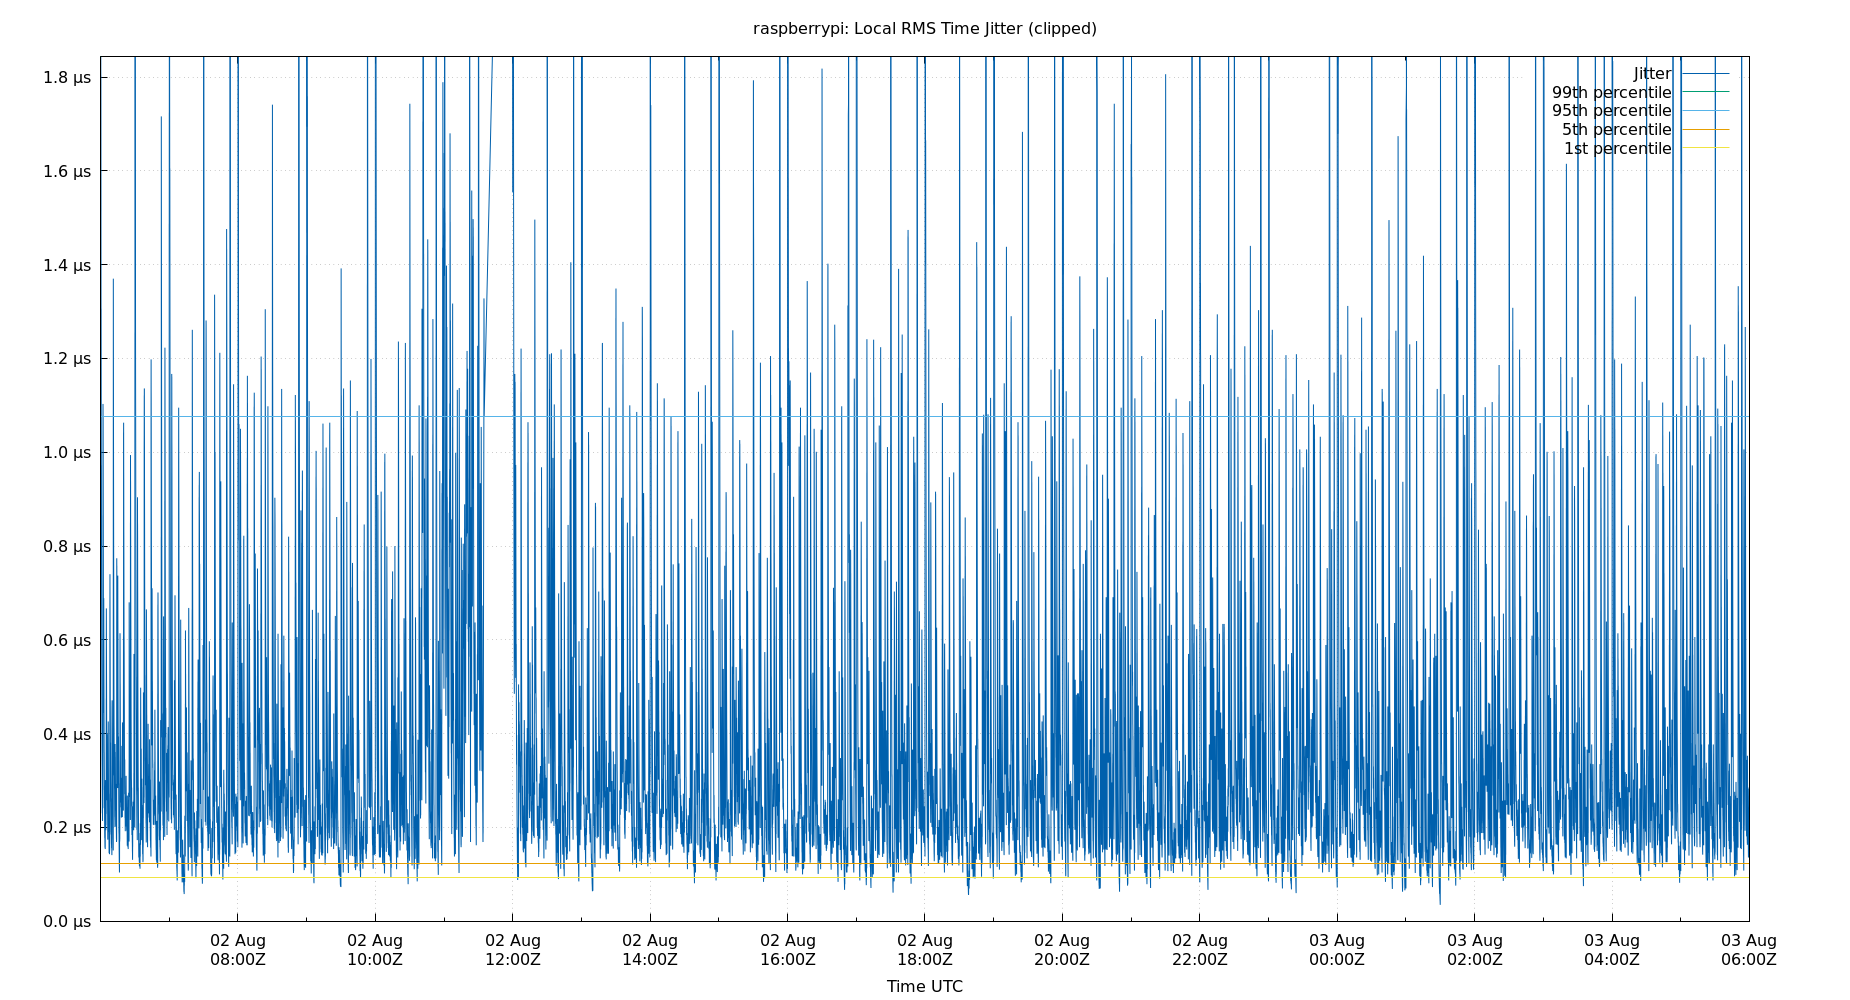 raspberrypi: Local RMS Time Jitter (clipped)
1.8 µs
1.6 µs
1.4 µs
1.2 µs
1.0 µs
0.8 µs
0.6 µs
0.4 µs
0.2 µs
0.0 µs
Jitter
99th percentile
95th percentile
5th percentile
1st percentile
02 Aug 02 Aug 02 Aug 02 Aug 02 Aug 02 Aug 02 Aug 02 Aug 03 Aug 03 Aug 03 Aug 03 Aug
08:00Z 10:00Z 12:00Z 14:00Z 16:00Z 18:00Z 20:00Z 22:00Z 00:00Z 02:00Z 04:00Z 06:00Z
Time UTC